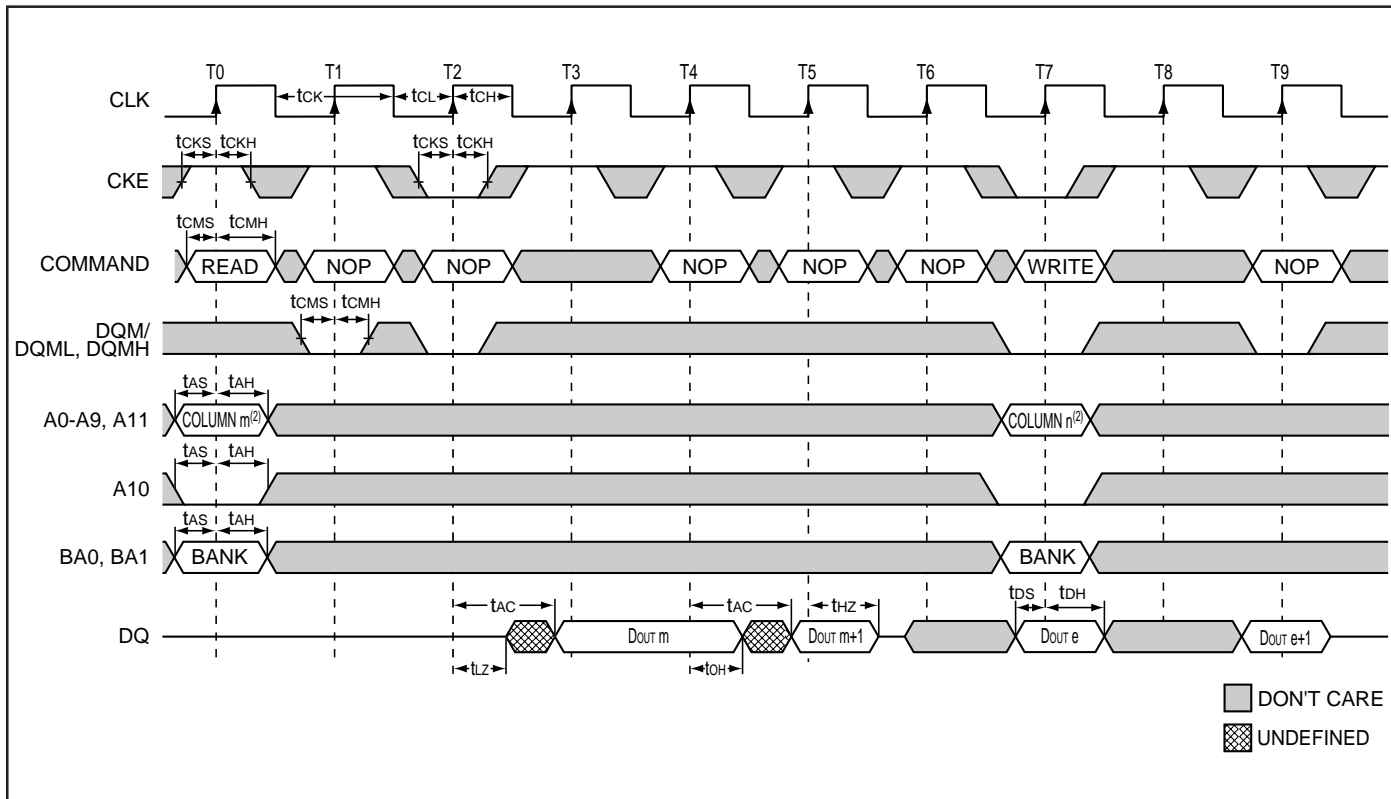 T0 T1 T2 T3 T4 T5 T6 T7 T8 T9
CLK tCK tCL tCH
tCKS tCKH tCKS tCKH
CKE
tCMS tCMH
COMMAND READ NOP NOP NOP NOP NOP WRITE NOP
tCMS tCMH
DQM/
DQML, DQMH
tAS tAH
A0-A9, A11 COLUMN m(2) COLUMN n(2)
tAS tAH
A10
tAS tAH
BA0, BA1 BANK BANK
tAC tAC tHZ tDS tDH
DQ DOUT m DOUT m+1 DOUT e DOUT e+1
tLZ tOH
DON'T CARE
UNDEFINED